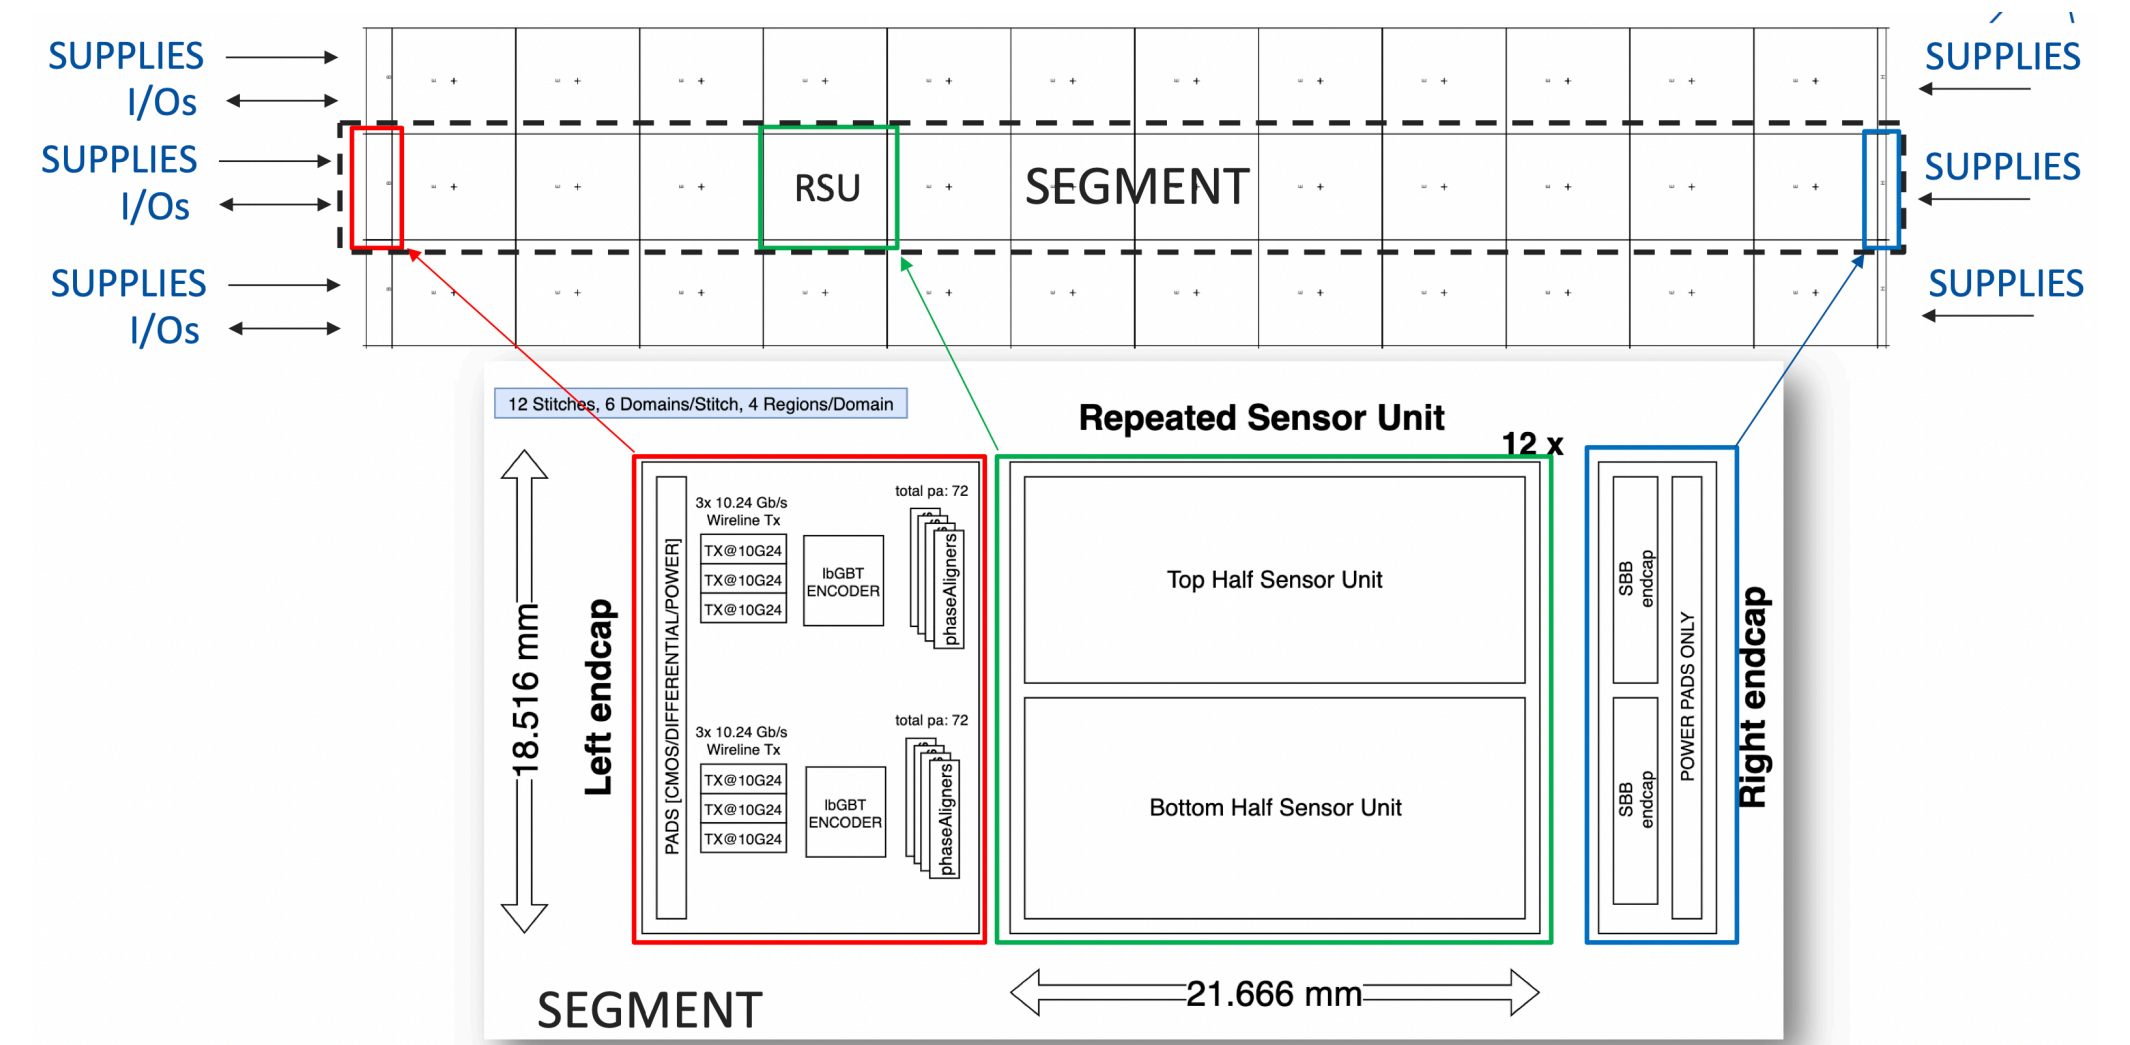 SUPPLIES
I/Os
SUPPLIES
SUPPLIES
I/Os
RSU
SEGMENT
SUPPLIES
SUPPLIES
I/Os
SUPPLIES
12 Stitches, 6 Domains/Stitch, 4 Regions/Domain
Repeated Sensor Unit
12 x
18.516 mm
Left endcap
PADS [CMOS/DIFFERENTIAL/POWER]
3x 10.24 Gb/s
Wireline Tx
TX@10G24
TX@10G24
TX@10G24
lbGBT
ENCODER
total pa: 72
phaseAligners
3x 10.24 Gb/s
Wireline Tx
TX@10G24
TX@10G24
TX@10G24
lbGBT
ENCODER
total pa: 72
phaseAligners
Top Half Sensor Unit
Bottom Half Sensor Unit
SBB
endcap
SBB
endcap
POWER PADS ONLY
Right endcap
21.666 mm
SEGMENT